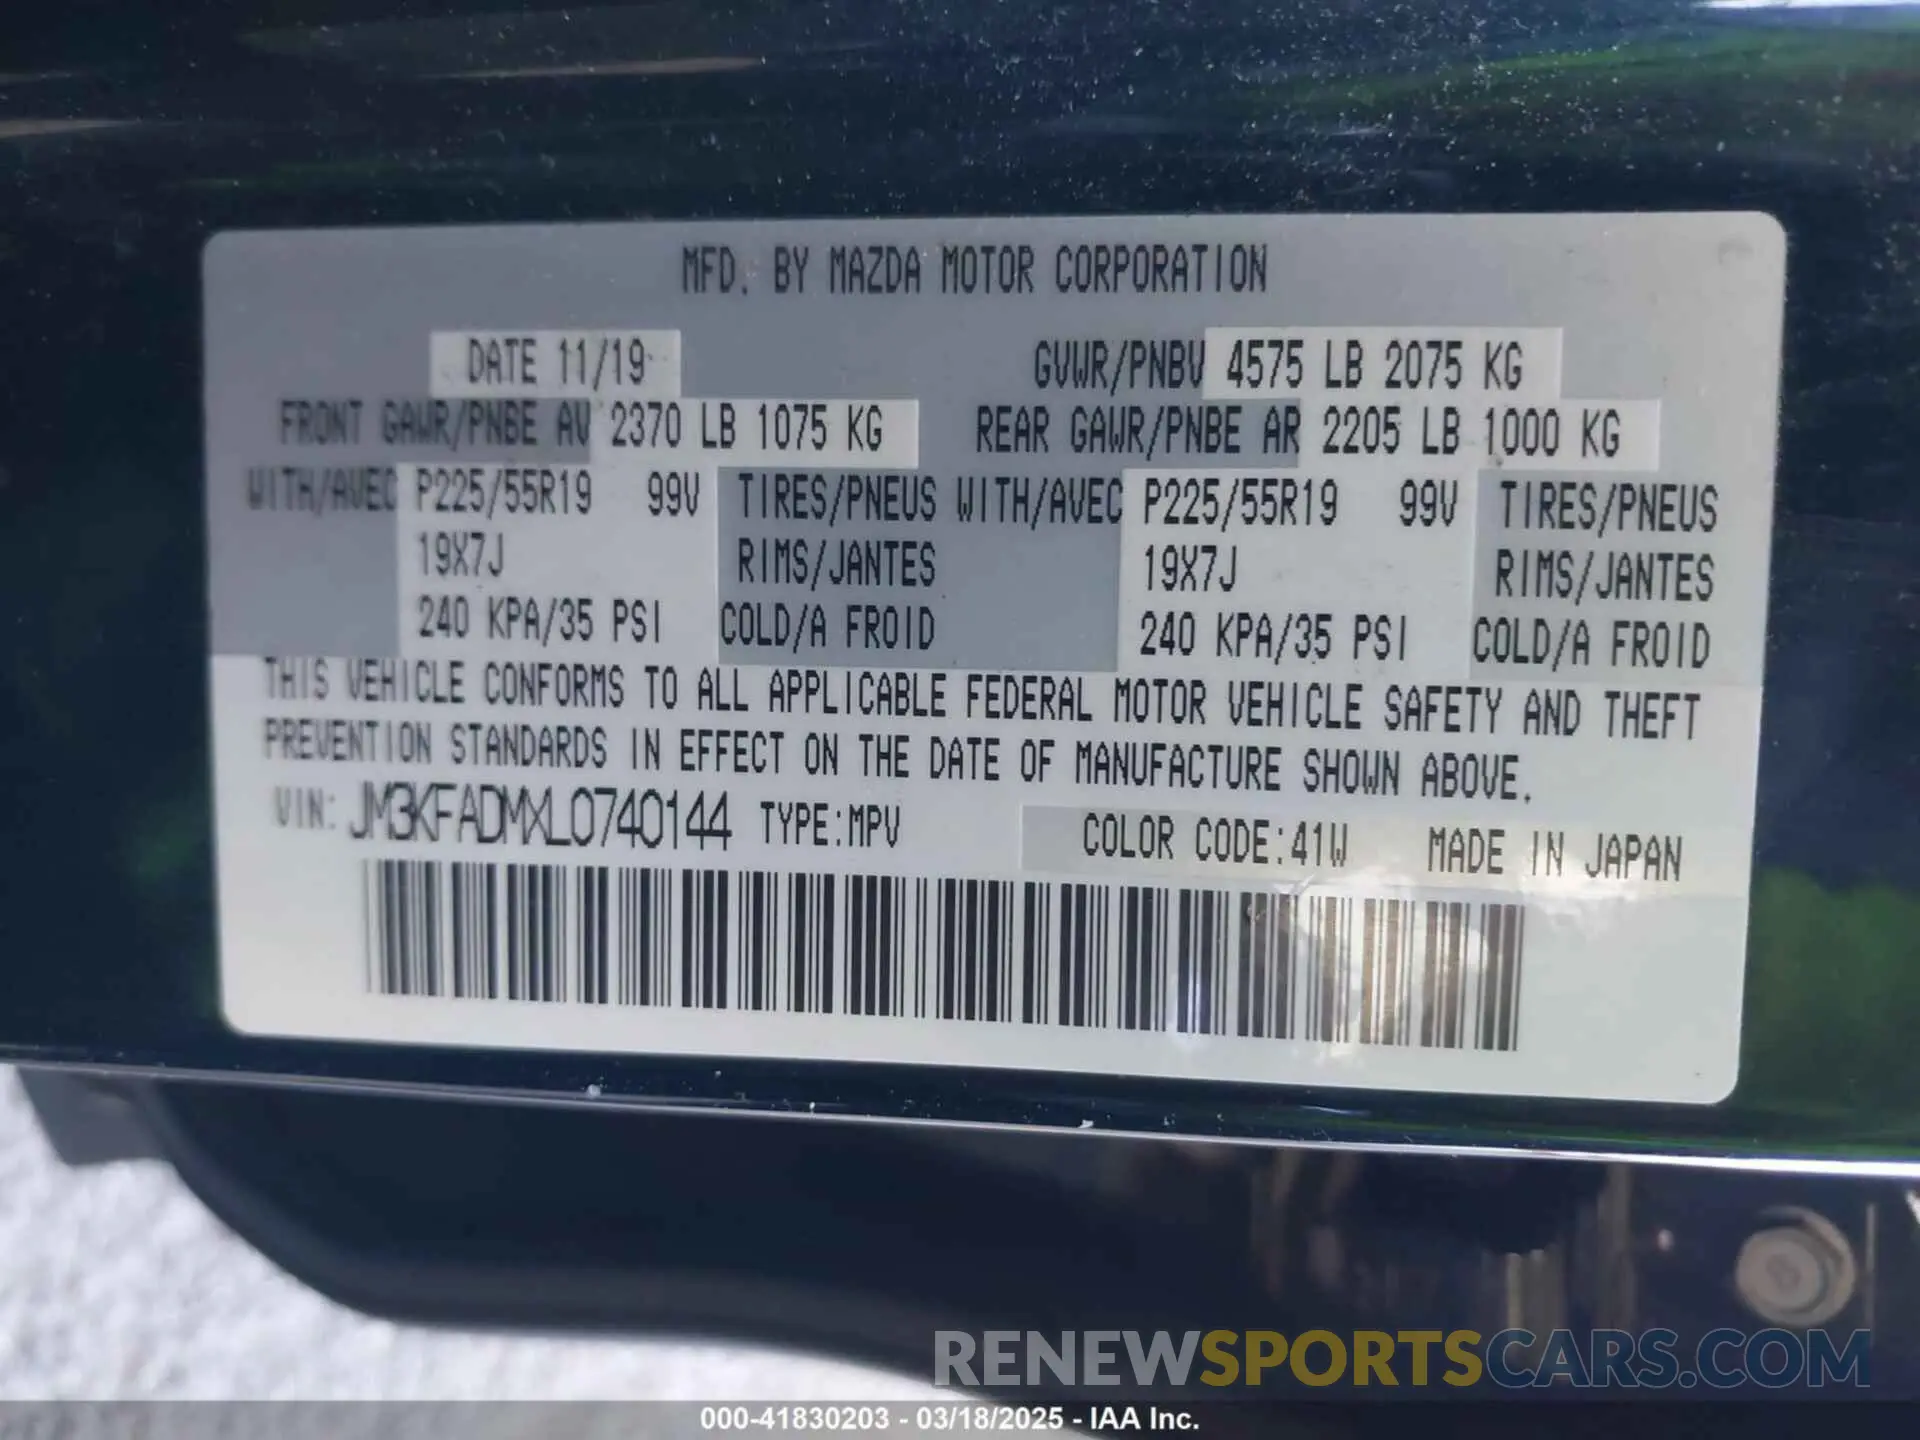 MFD. BY MAZDA MOTOR CORPORATION
DATE 11/19 GVWR/PNBV 4575 LB 2075 KG
FRONT GAWR/PNBE AV 2370 LB 1075 KG REAR GAWR/PNBE AR 2205 LB 1000 KG
WITH/AVEC P225/55R19 99V TIRES/PNEUS WITH/AVEC P225/55R19 99V TIRES/PNEUS
19X7J RIMS/JANTES 19X7J RIMS/JANTES
240 KPA/35 PSI COLD/A FROID 240 KPA/35 PSI COLD/A FROID
THIS VEHICLE CONFORMS TO ALL APPLICABLE FEDERAL MOTOR VEHICLE SAFETY AND THEFT
PREVENTION STANDARDS IN EFFECT ON THE DATE OF MANUFACTURE SHOWN ABOVE.
VIN: JM3KFADMXL0740144 TYPE:MPV COLOR CODE:41W MADE IN JAPAN
RENEWSPORTSCARS.COM
000-41830203 - 03/18/2025 - IAA Inc.